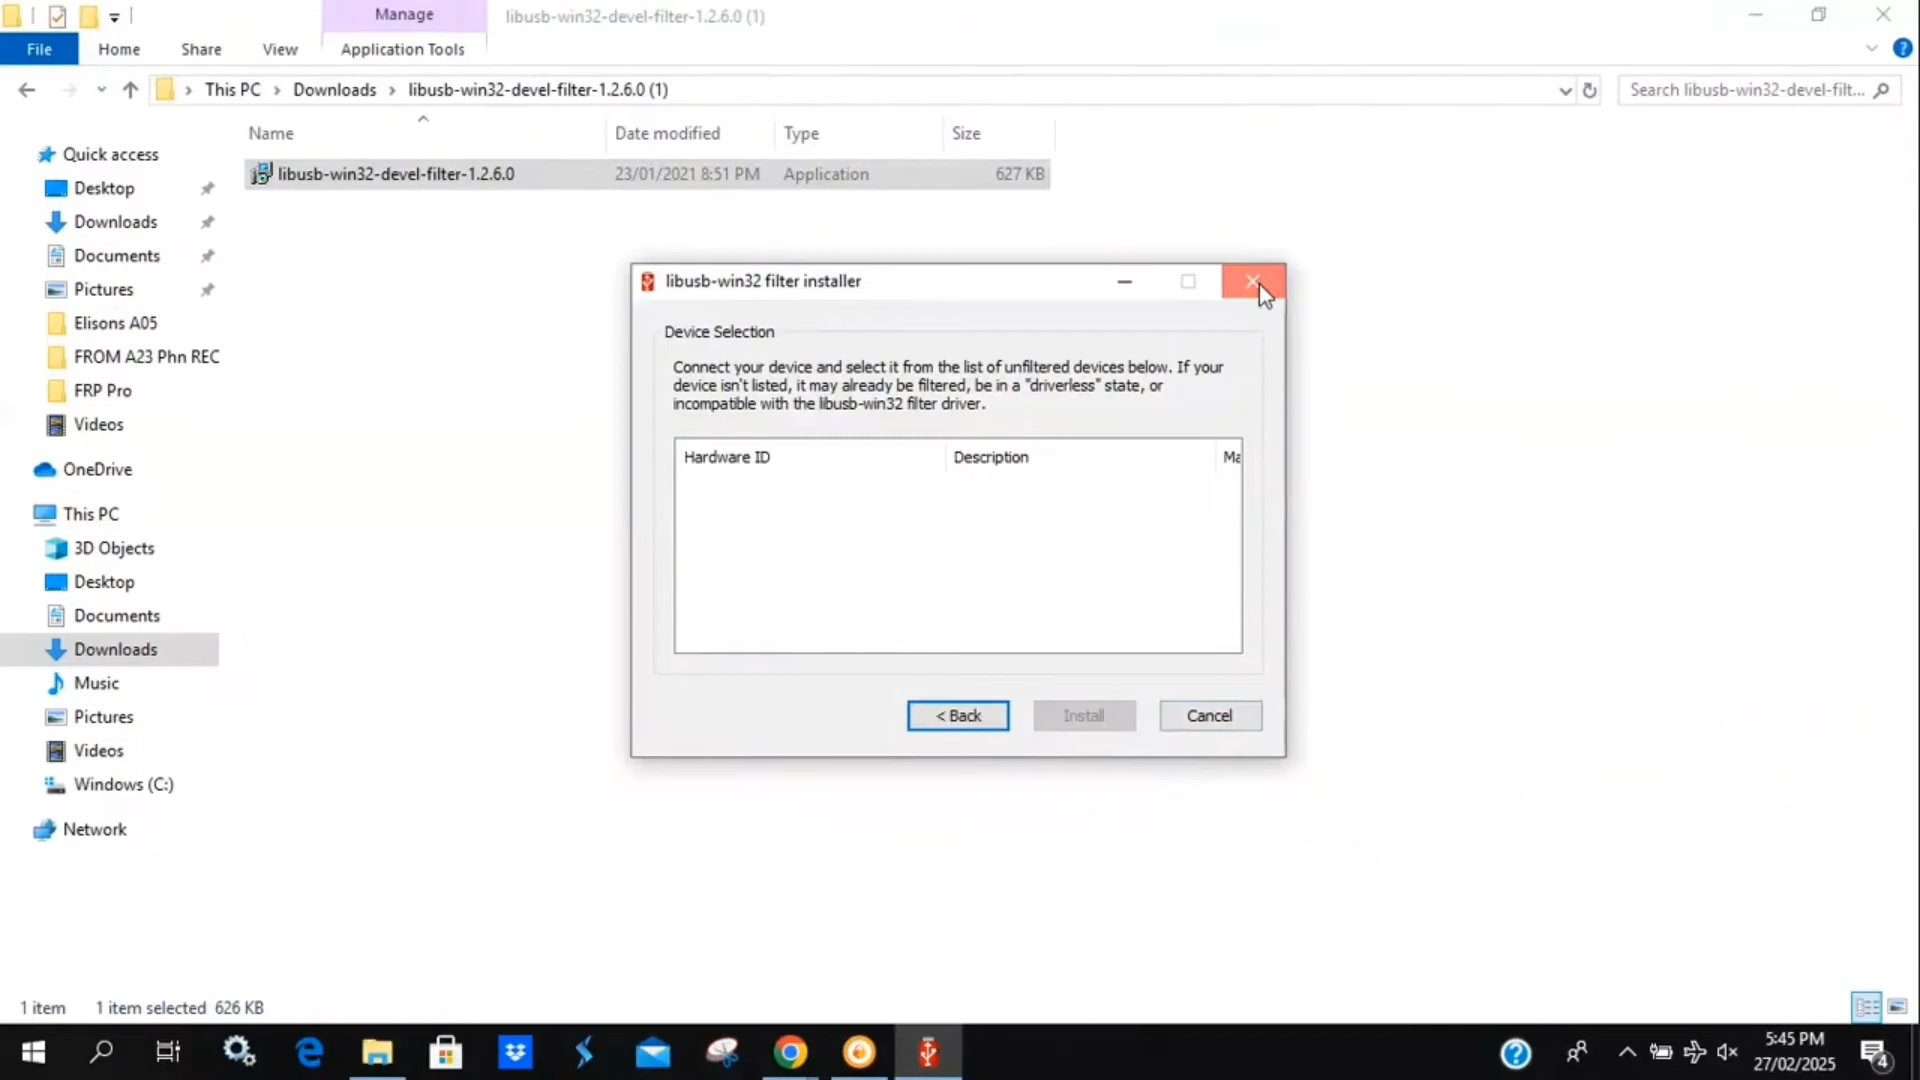 Manage
libusb-win32-devel-filter-1.2.6.0 (1)
File
Home
Share
View
Application Tools
This PC
Downloads
libusb-win32-devel-filter-1.2.6.0 (1)
Search libusb-win32-devel-filt...
Name
Date modified
Type
Size
libusb-win32-devel-filter-1.2.6.0
23/01/2021 8:51 PM
Application
627 KB
Quick access
Desktop
Downloads
Documents
Pictures
Elisons A05
FROM A23 Phn REC
FRP Pro
Videos
OneDrive
This PC
3D Objects
Desktop
Documents
Downloads
Music
Pictures
Videos
Windows (C:)
Network
libusb-win32 filter installer
Device Selection
Connect your device and select it from the list of unfiltered devices below. If your
device isn't listed, it may already be filtered, be in a "driverless" state, or
incompatible with the libusb-win32 filter driver.
Hardware ID
Description
Ma
< Back
Install
Cancel
1 item
1 item selected 626 KB
5:45 PM
27/02/2025
4